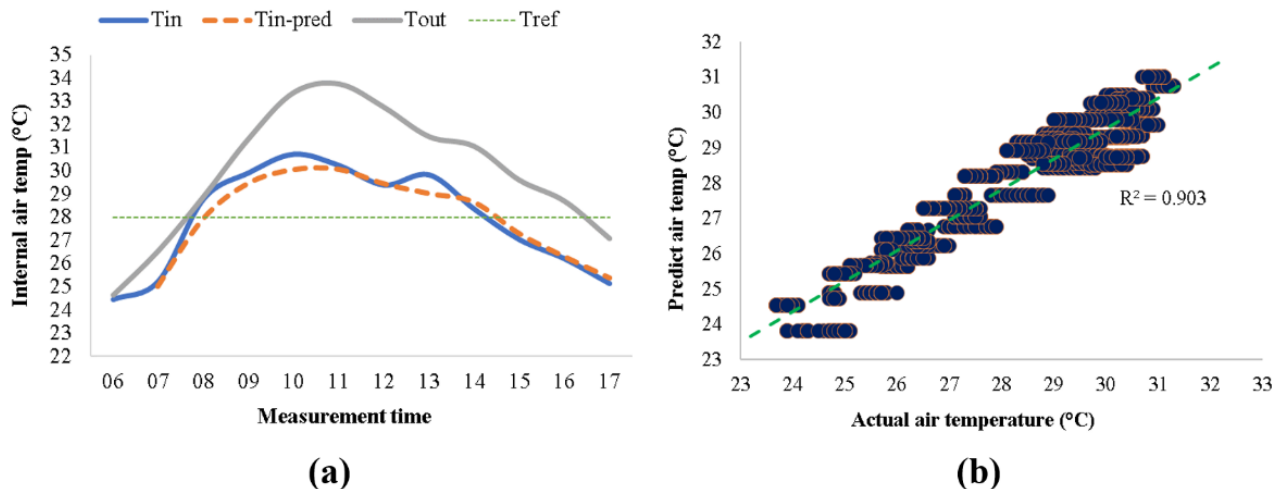 Tin Tin-pred Tout Tref
Internal air temp (°C)
35
34
33
32
31
30
29
28
27
26
25
24
23
22
06 07 08 09 10 11 12 13 14 15 16 17
Measurement time
(a)
Predict air temp (°C)
32
31
30
29
28
27
26
25
24
23
R² = 0.903
23 24 25 26 27 28 29 30 31 32 33
Actual air temperature (°C)
(b)